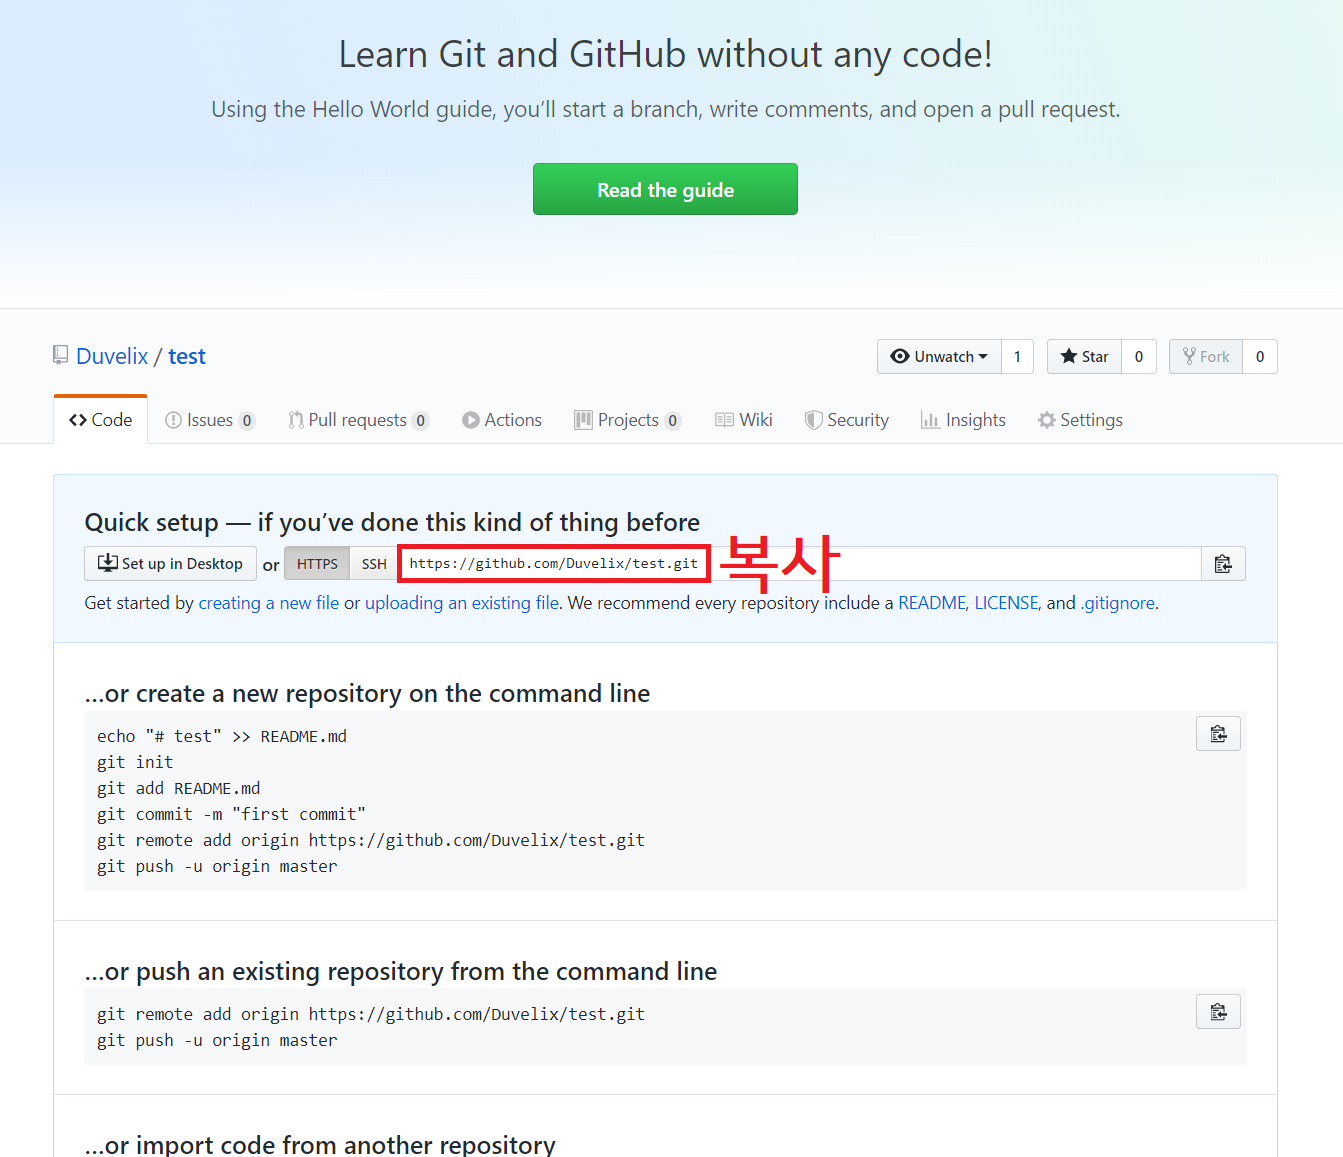 Learn Git and GitHub without any code!
Using the Hello World guide, you’ll start a branch, write comments, and open a pull request.
Read the guide
Duvelix / test
Unwatch 1 Star 0 Fork 0
Code Issues 0 Pull requests 0 Actions Projects 0 Wiki Security Insights Settings
Quick setup — if you’ve done this kind of thing before
Set up in Desktop or HTTPS SSH https://github.com/Duvelix/test.git 복사
Get started by creating a new file or uploading an existing file. We recommend every repository include a README, LICENSE, and .gitignore.
…or create a new repository on the command line
echo "# test" >> README.md
git init
git add README.md
git commit -m "first commit"
git remote add origin https://github.com/Duvelix/test.git
git push -u origin master
…or push an existing repository from the command line
git remote add origin https://github.com/Duvelix/test.git
git push -u origin master
…or import code from another repository